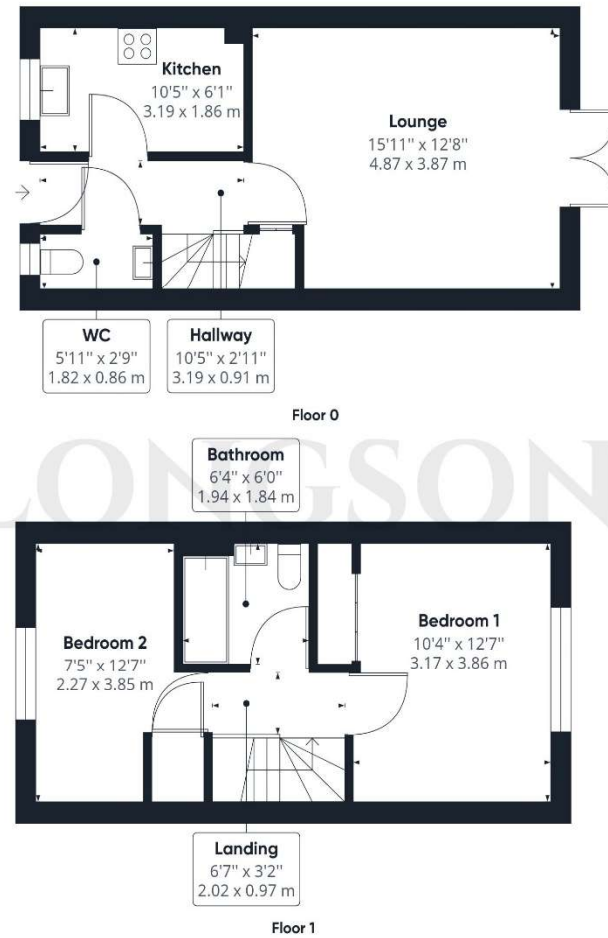 Kitchen
10'5" x 6'1"
3.19 x 1.86 m
Lounge
15'11" x 12'8"
4.87 x 3.87 m
WC
5'11" x 2'9"
1.82 x 0.86 m
Hallway
10'5" x 2'11"
3.19 x 0.91 m
Floor 0
LONGSON
Bathroom
6'4" x 6'0"
1.94 x 1.84 m
Bedroom 2
7'5" x 12'7"
2.27 x 3.85 m
Bedroom 1
10'4" x 12'7"
3.17 x 3.86 m
Landing
6'7" x 3'2"
2.02 x 0.97 m
Floor 1